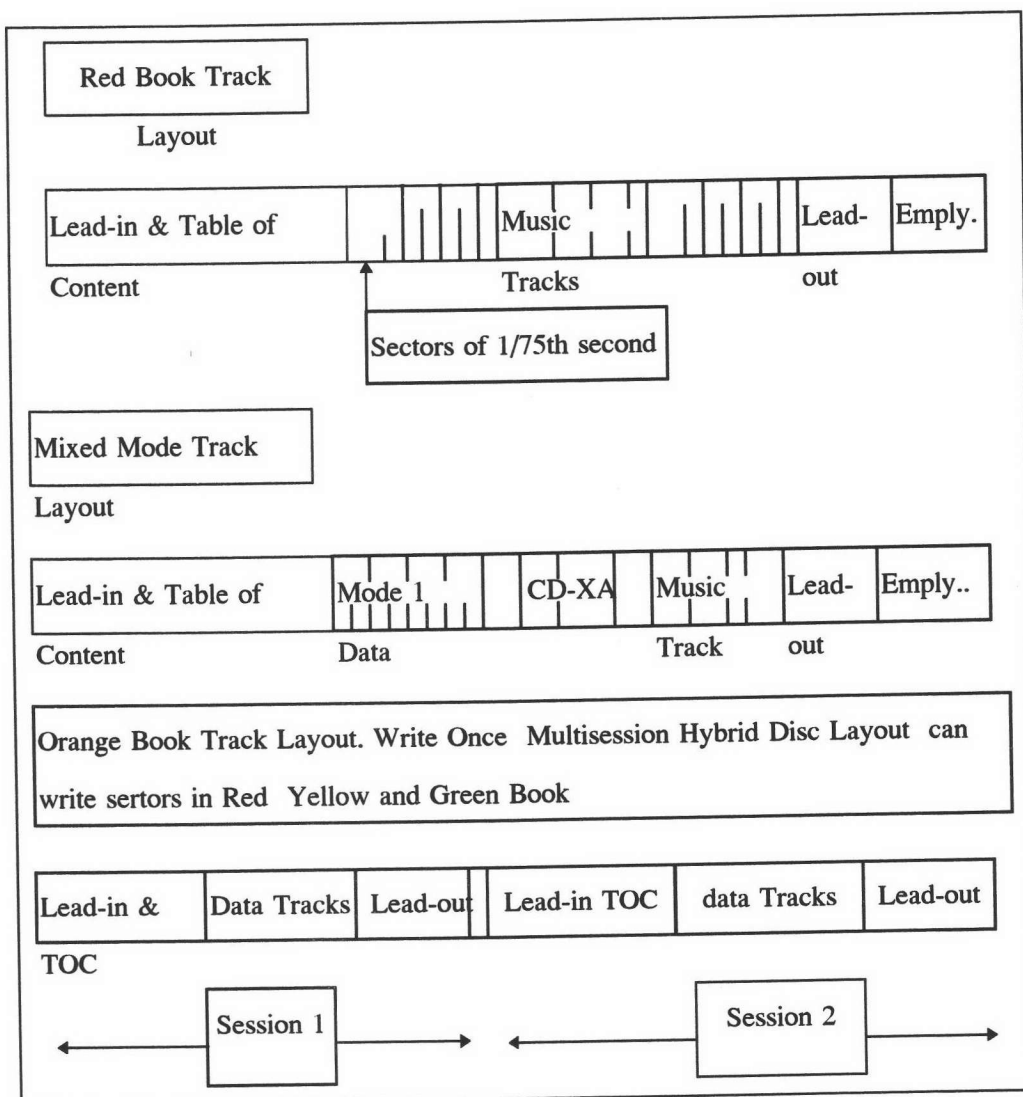 Red Book Track
Layout
Lead-in & Table of
Content
Music
Tracks
Lead-
out
Emply.
Sectors of 1/75th second
Mixed Mode Track
Layout
Lead-in & Table of
Content
Mode 1
Data
CD-XA
Music
Track
Lead-
out
Emply..
Orange Book Track Layout. Write Once Multisession Hybrid Disc Layout can
write sertors in Red Yellow and Green Book
Lead-in &
TOC
Data Tracks
Lead-out
Lead-in TOC
data Tracks
Lead-out
Session 1
Session 2